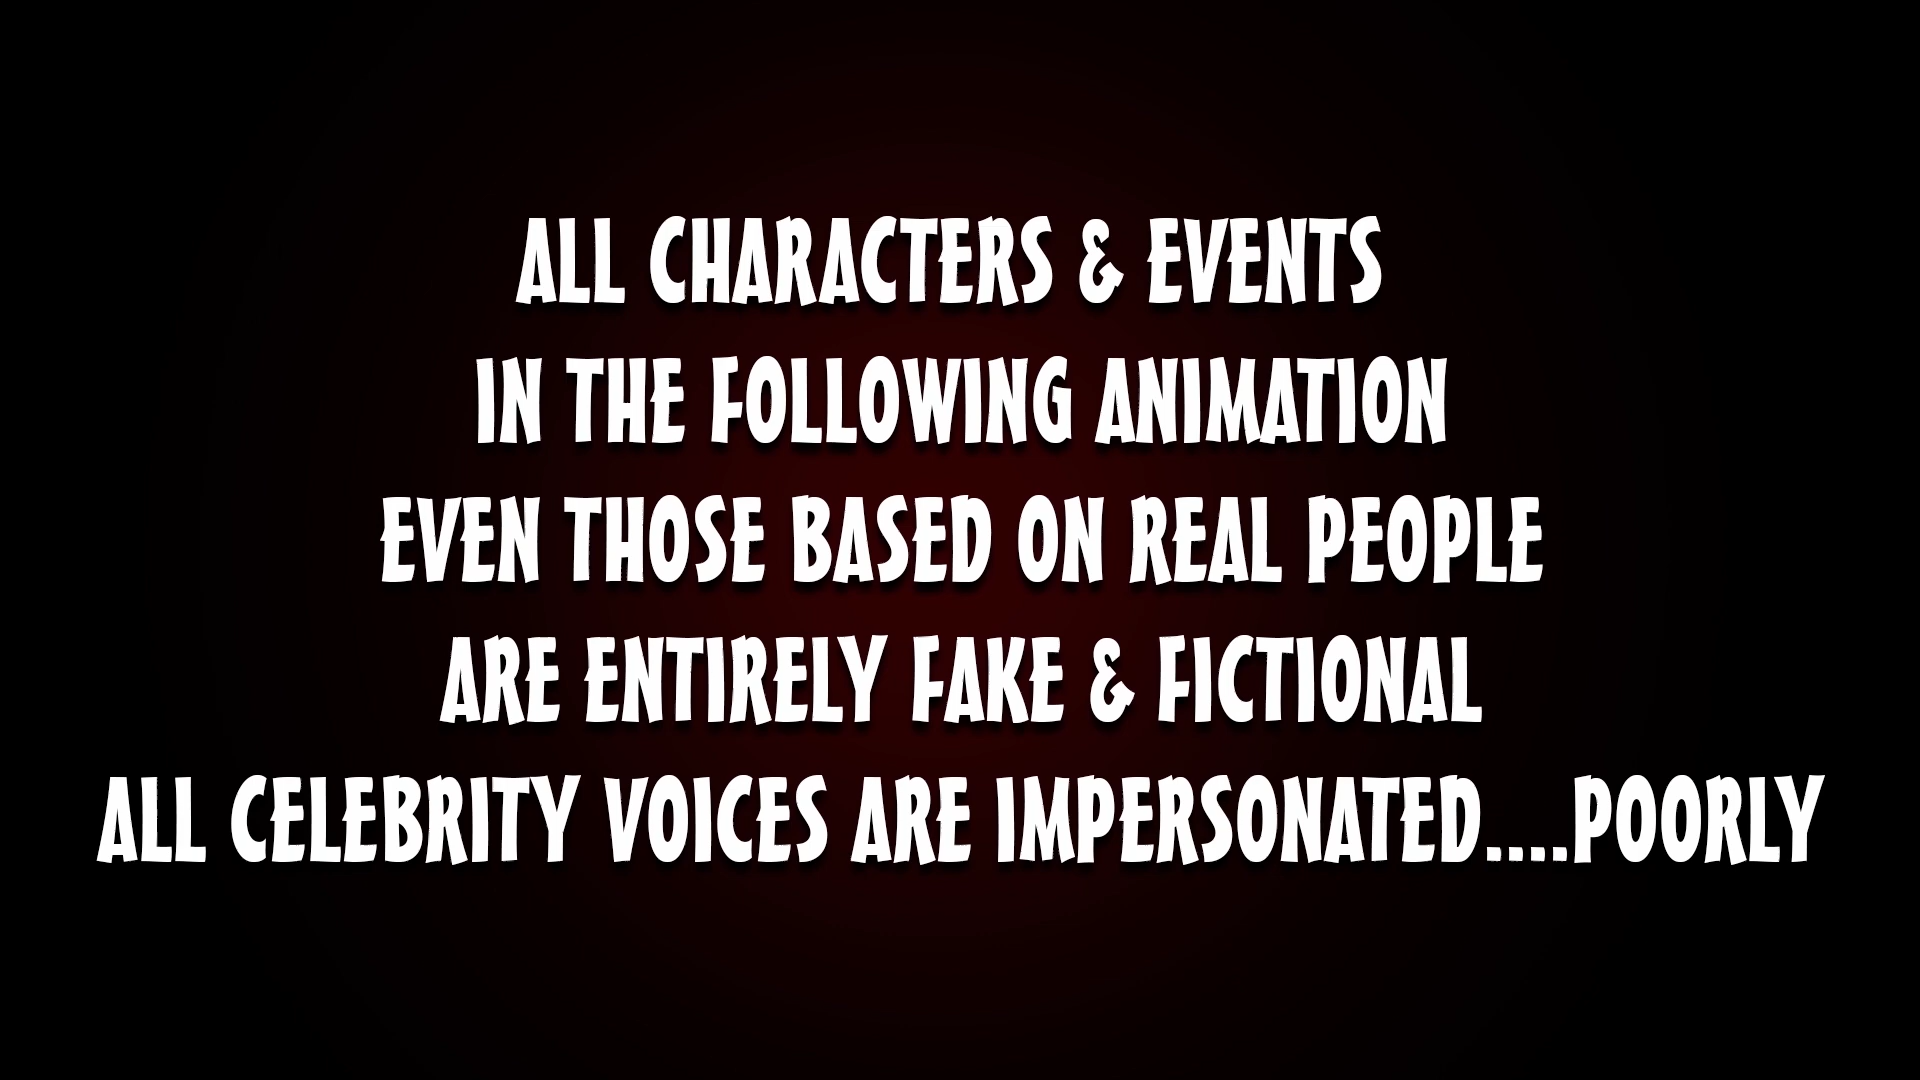 ALL CHARACTERS & EVENTS
IN THE FOLLOWING ANIMATION
EVEN THOSE BASED ON REAL PEOPLE
ARE ENTIRELY FAKE & FICTIONAL
ALL CELEBRITY VOICES ARE IMPERSONATED....POORLY